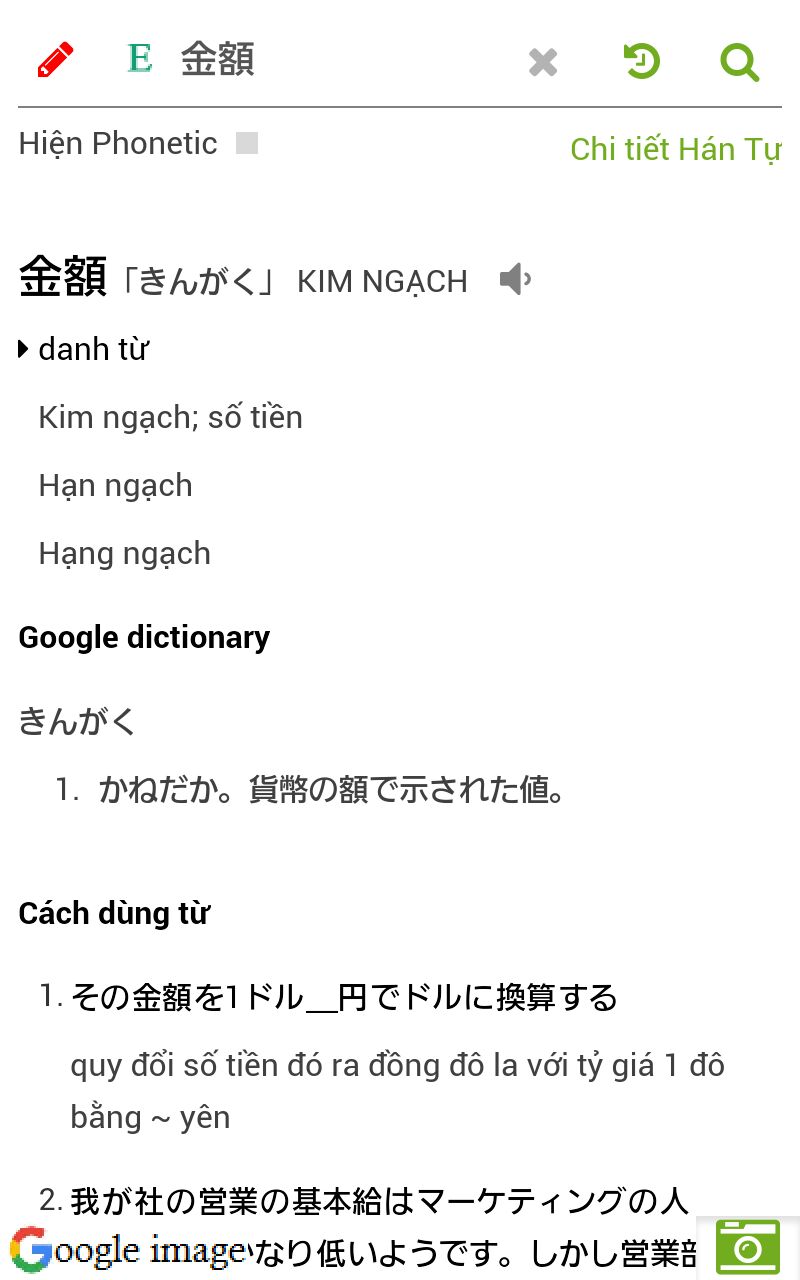 E 金額
Hiện Phonetic
Chi tiết Hán Tự
金額「きんがく」 KIM NGẠCH
danh từ
Kim ngạch; số tiền
Hạn ngạch
Hạng ngạch
Google dictionary
きんがく
1. かねだか。貨幣の額で示された値。
Cách dùng từ
1. その金額を1ドル__円でドルに換算する
quy đổi số tiền đó ra đồng đô la với tỷ giá 1 đô
bằng ~ yên
2. 我が社の営業の基本給はマーケティングの人
Google image なり低いようです。しかし営業